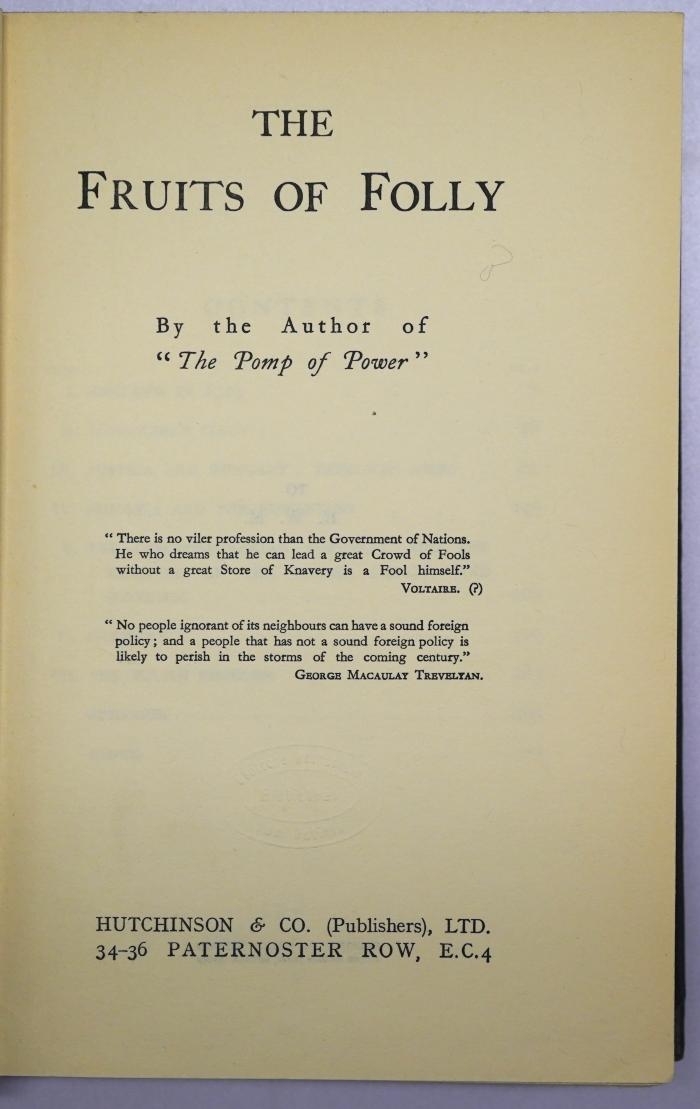 THE
FRUITS OF FOLLY
By the Author of
“ The Pomp of Power ”
“ There is no viler profession than the Government of Nations.
He who dreams that he can lead a great Crowd of Fools
without a great Store of Knavery is a Fool himself.”
VOLTAIRE. (?)
“ No people ignorant of its neighbours can have a sound foreign
policy ; and a people that has not a sound foreign policy is
likely to perish in the storms of the coming century.”
GEORGE MACAULAY TREVELYAN.
HUTCHINSON & CO. (Publishers), LTD.
34-36 PATERNOSTER ROW, E.C.4